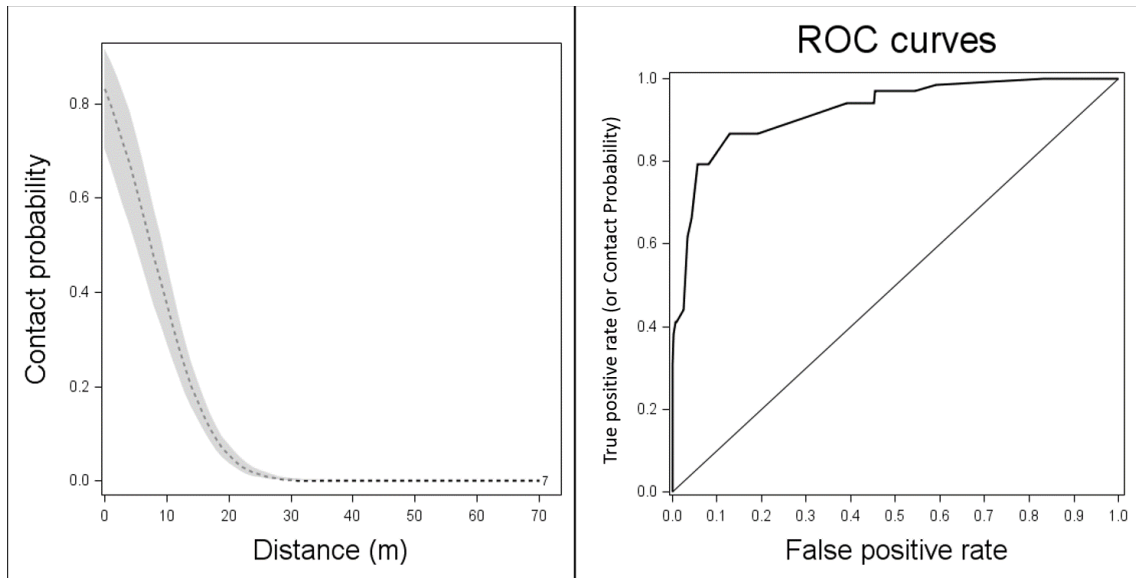 Contact probability
0.8
0.6
0.4
0.2
0.0
7
0 10 20 30 40 50 60 70
Distance (m)
ROC curves
True positive rate (or Contact Probability)
1.0
0.8
0.6
0.4
0.2
0.0
0.0 0.1 0.2 0.3 0.4 0.5 0.6 0.7 0.8 0.9 1.0
False positive rate